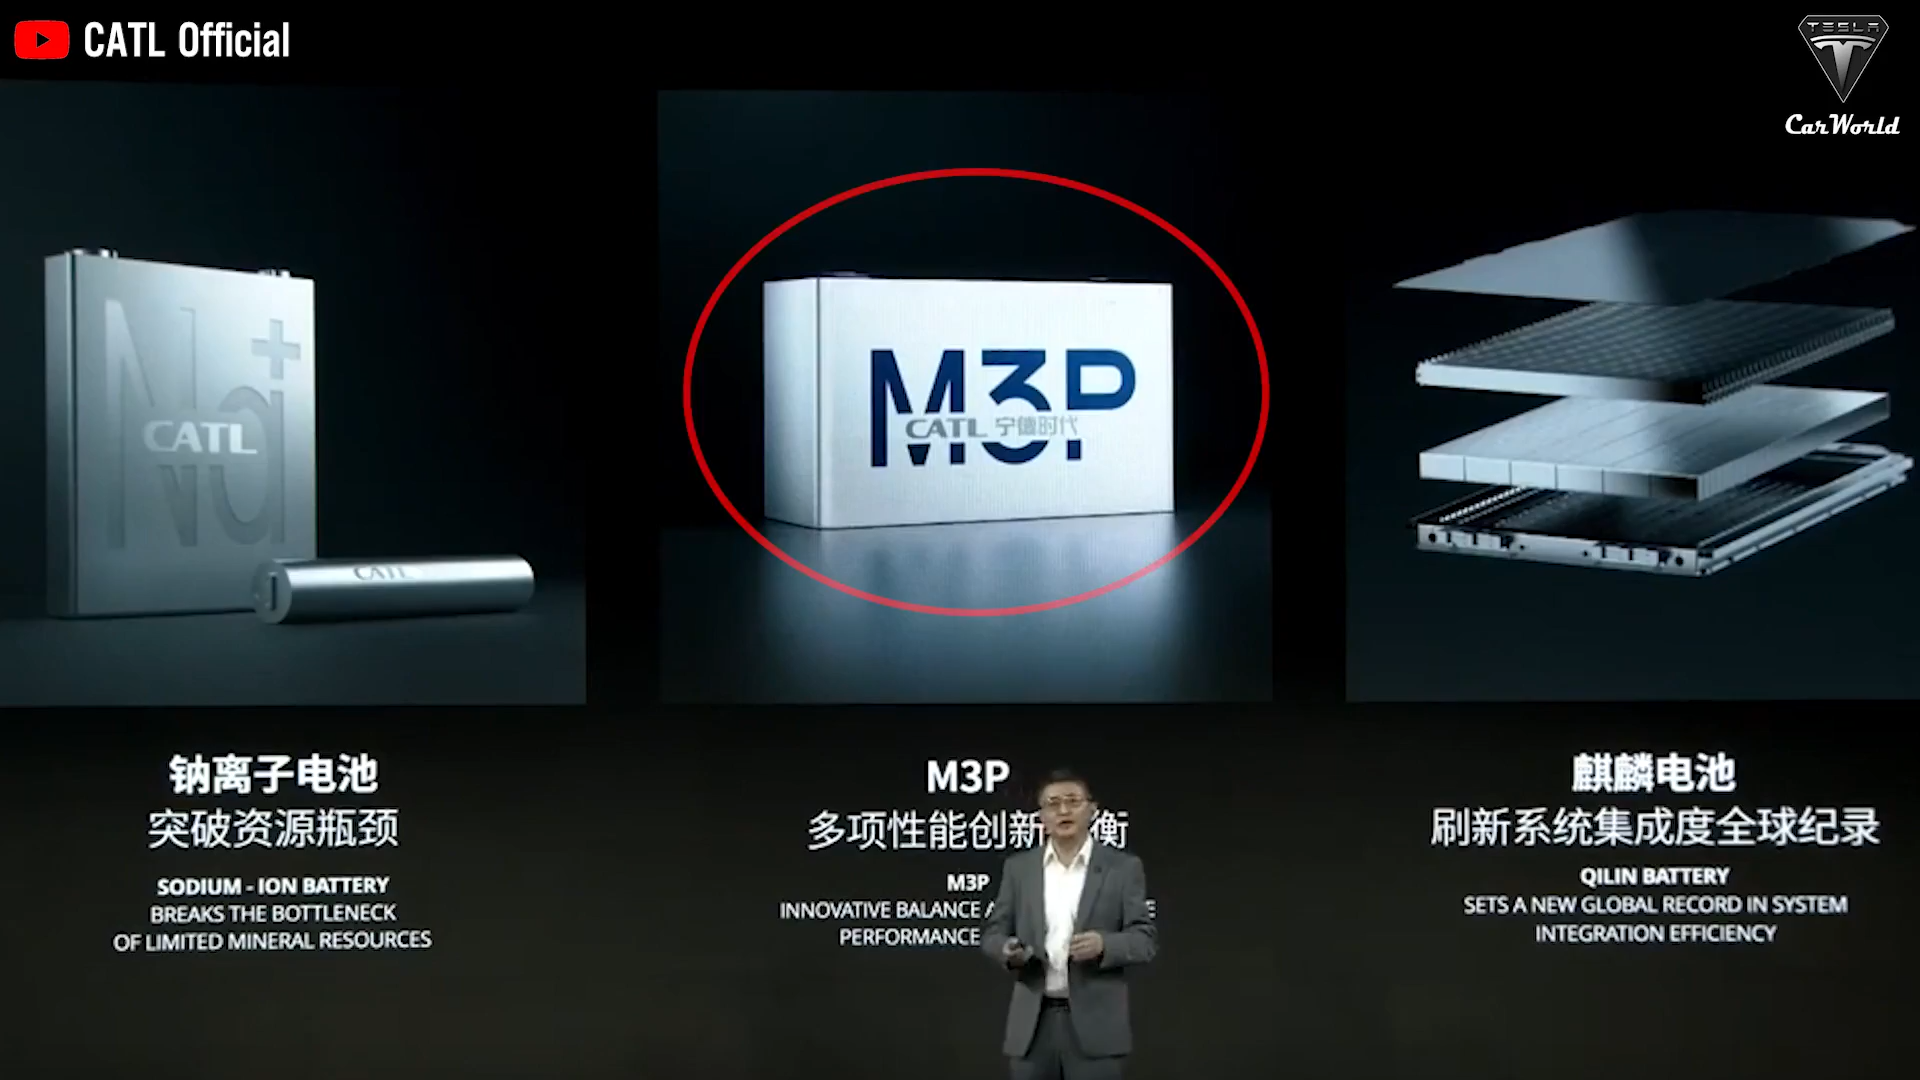 CATL Official
TESLA
CarWorld
Na+
CATL
CATL
M3P
CATL 宁德时代
钠离子电池
突破资源瓶颈
SODIUM - ION BATTERY
BREAKS THE BOTTLENECK
OF LIMITED MINERAL RESOURCES
M3P
多项性能创新 衡
M3P
INNOVATIVE BALANCE
PERFORMANCE
麒麟电池
刷新系统集成度全球纪录
QILIN BATTERY
SETS A NEW GLOBAL RECORD IN SYSTEM
INTEGRATION EFFICIENCY